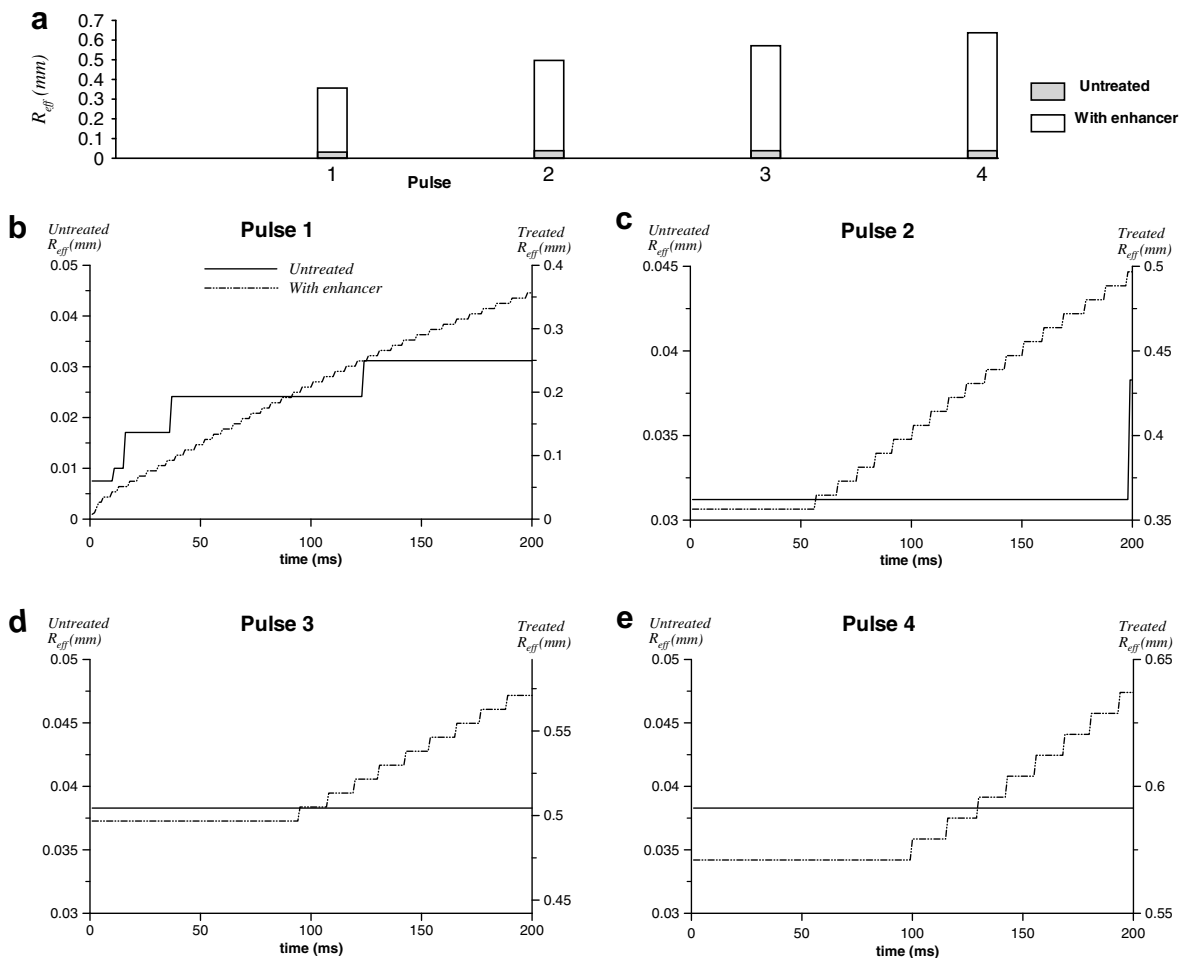 a
0.7
0.6
0.5
0.4
0.3
0.2
0.1
0
R_eff (mm)
1 2 3 4
Pulse
Untreated
With enhancer
b
Untreated
R_eff (mm)
Pulse 1
Treated
R_eff (mm)
0.05
0.04
0.03
0.02
0.01
0
Untreated
With enhancer
0.4
0.3
0.2
0.1
0
0 50 100 150 200
time (ms)
c
Untreated
R_eff (mm)
Pulse 2
Treated
R_eff (mm)
0.045
0.04
0.035
0.03
0.5
0.45
0.4
0.35
0 50 100 150 200
time (ms)
d
Untreated
R_eff (mm)
Pulse 3
Treated
R_eff (mm)
0.05
0.045
0.04
0.035
0.03
0.55
0.5
0.45
0 50 100 150 200
time (ms)
e
Untreated
R_eff (mm)
Pulse 4
Treated
R_eff (mm)
0.05
0.045
0.04
0.035
0.03
0.65
0.6
0.55
0 50 100 150 200
time (ms)